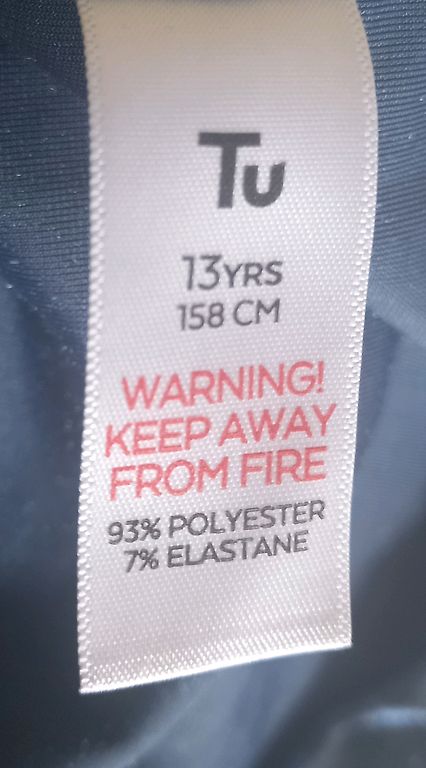 Tu
13YRS
158 CM
WARNING!
KEEP AWAY
FROM FIRE
93% POLYESTER
7% ELASTANE